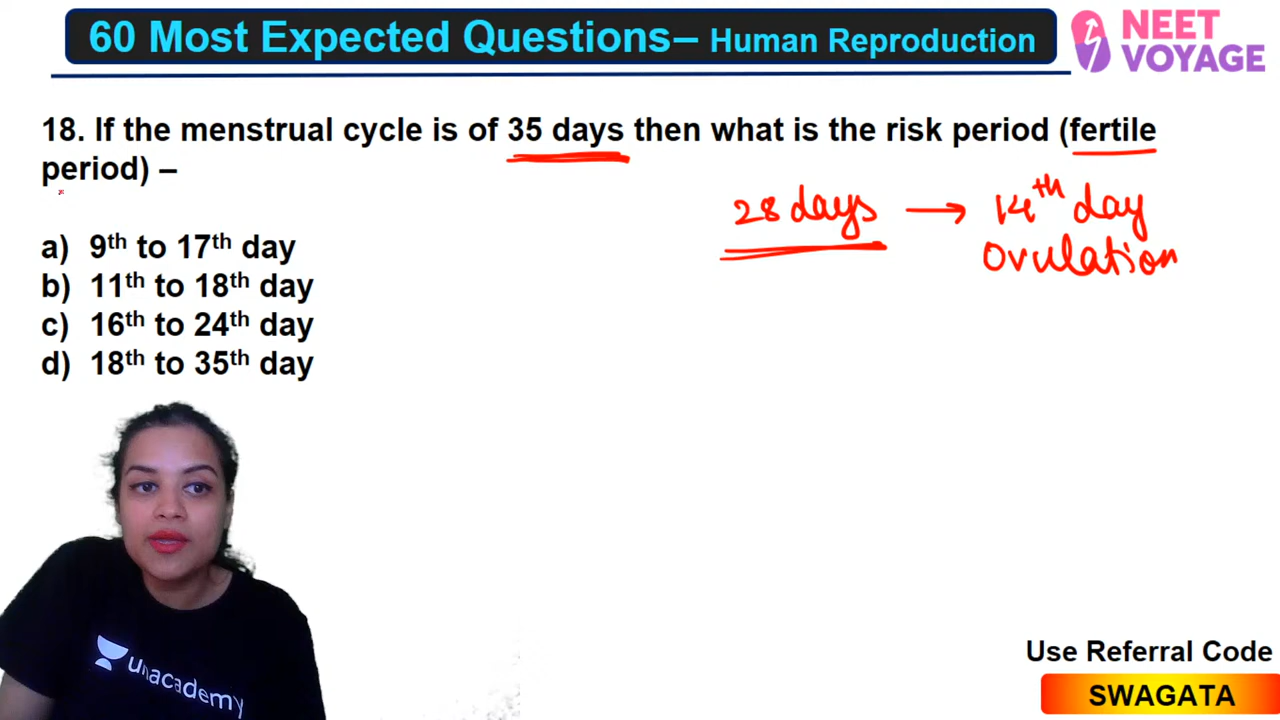 60 Most Expected Questions– Human Reproduction
NEET
VOYAGE
18. If the menstrual cycle is of 35 days then what is the risk period (fertile
period) –
28 days → 14th day
Ovulation
a) 9th to 17th day
b) 11th to 18th day
c) 16th to 24th day
d) 18th to 35th day
unacademy
Use Referral Code
SWAGATA